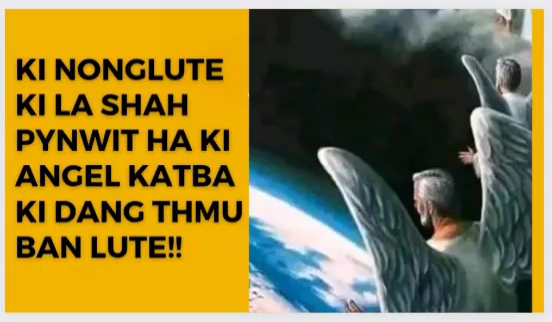 KI NONGLUTE
KI LA SHAH
PYNWIT HA KI
ANGEL KATBA
KI DANG THMU
BAN LUTE!!